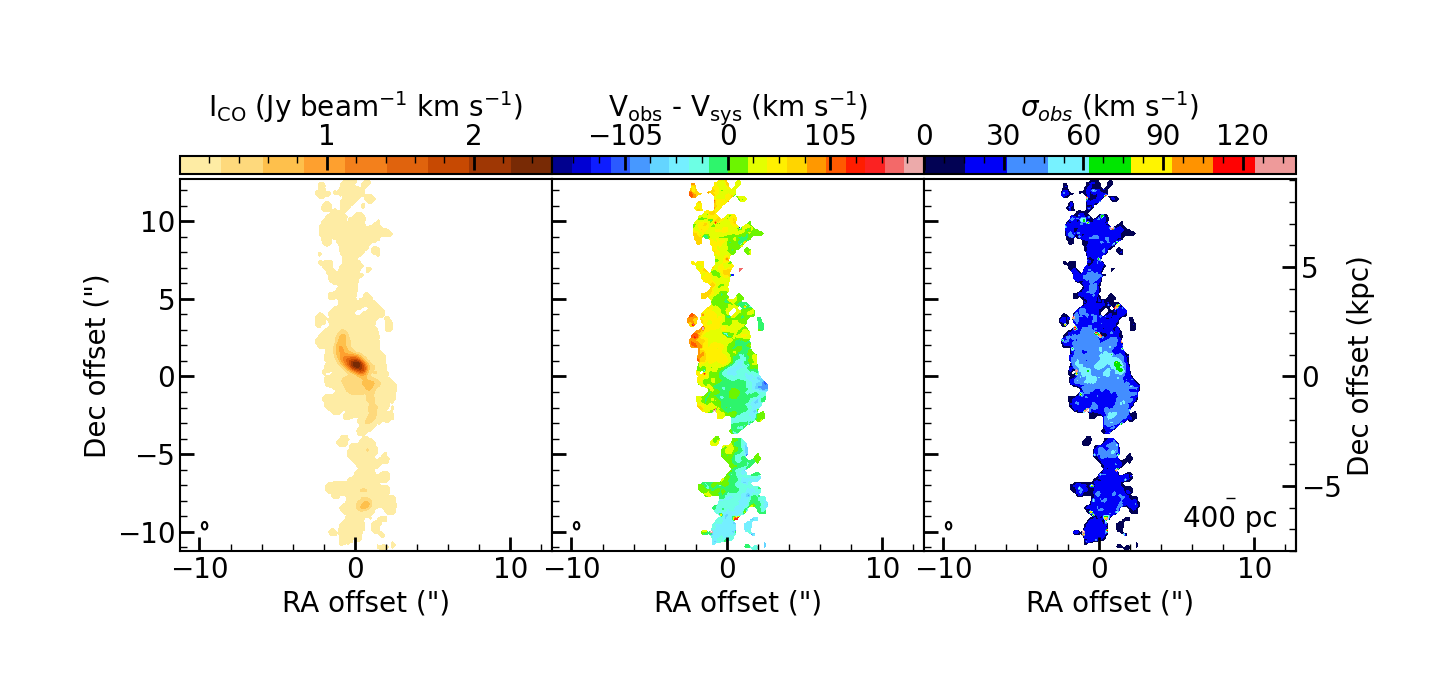 I_CO (Jy beam⁻¹ km s⁻¹) V_obs - V_sys (km s⁻¹) σ_obs (km s⁻¹)
1 2 −105 0 105 0 30 60 90 120
10
5 5
0 0
−5 −5
−10
400 pc
−10 0 10 −10 0 10 −10 0 10
RA offset (") RA offset (") RA offset (")
Dec offset (")
Dec offset (kpc)